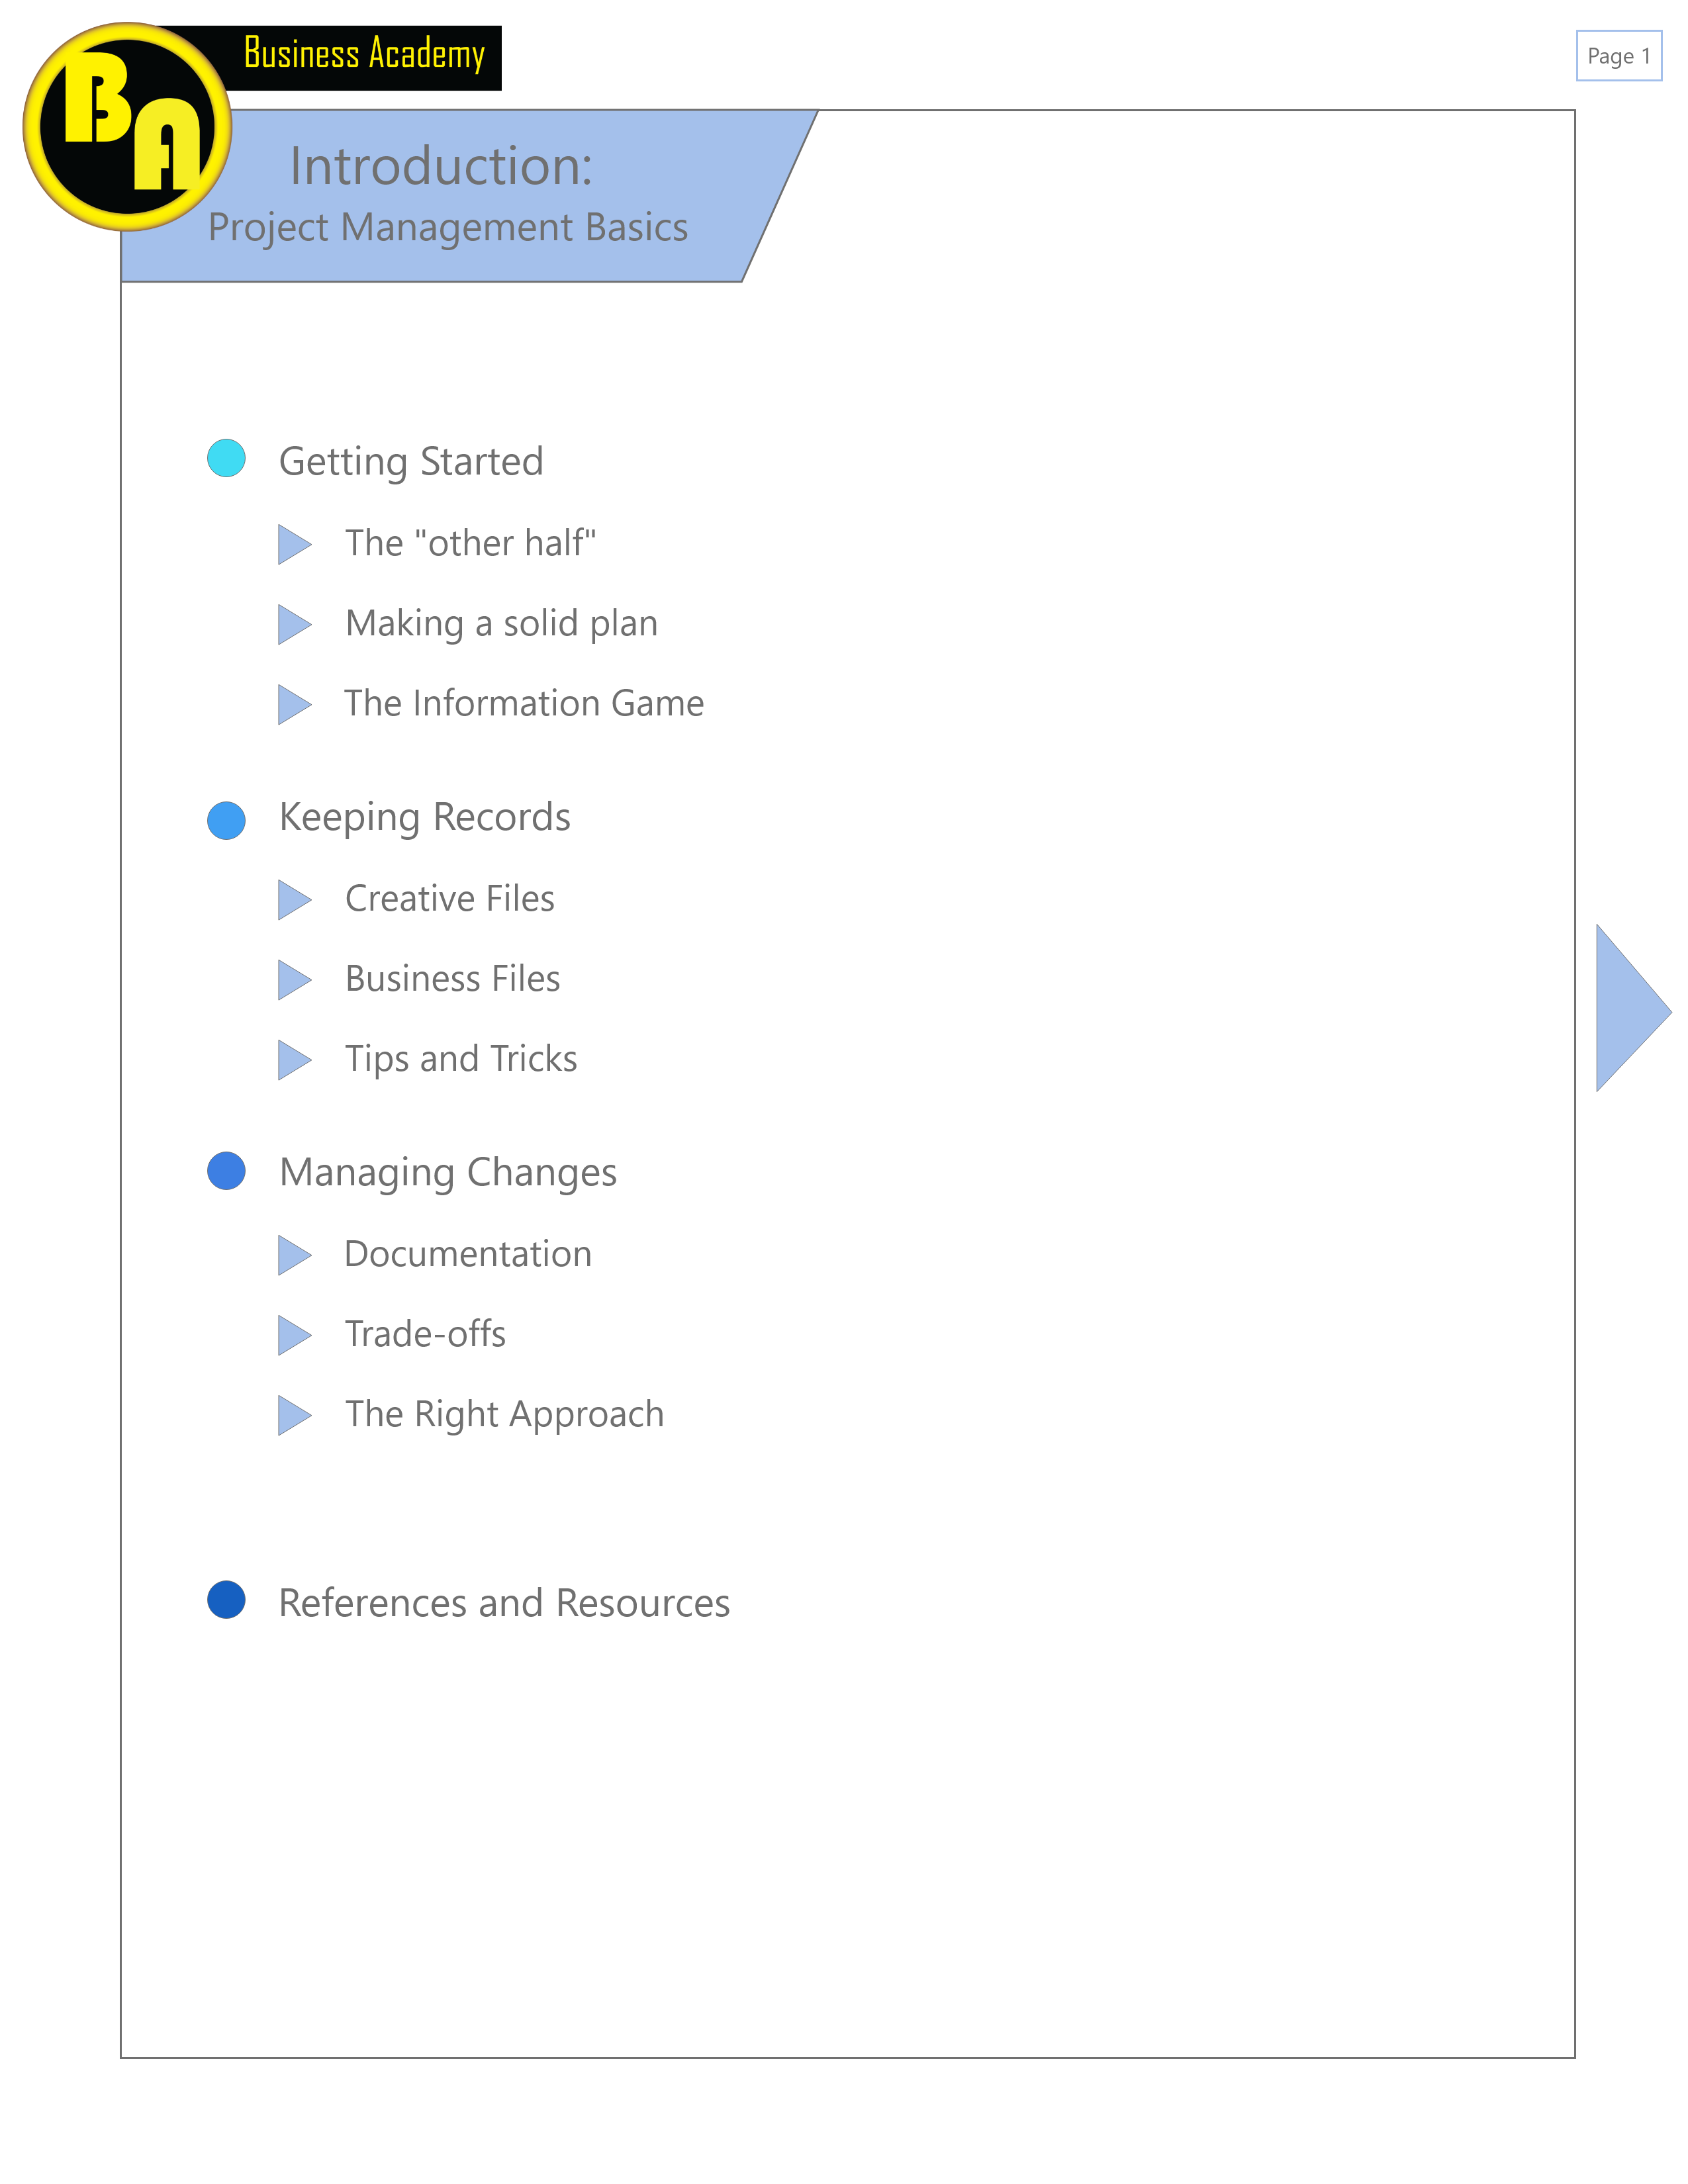 Business Academy
Page 1
BA
Introduction:
Project Management Basics
Getting Started
The "other half"
Making a solid plan
The Information Game
Keeping Records
Creative Files
Business Files
Tips and Tricks
Managing Changes
Documentation
Trade-offs
The Right Approach
References and Resources